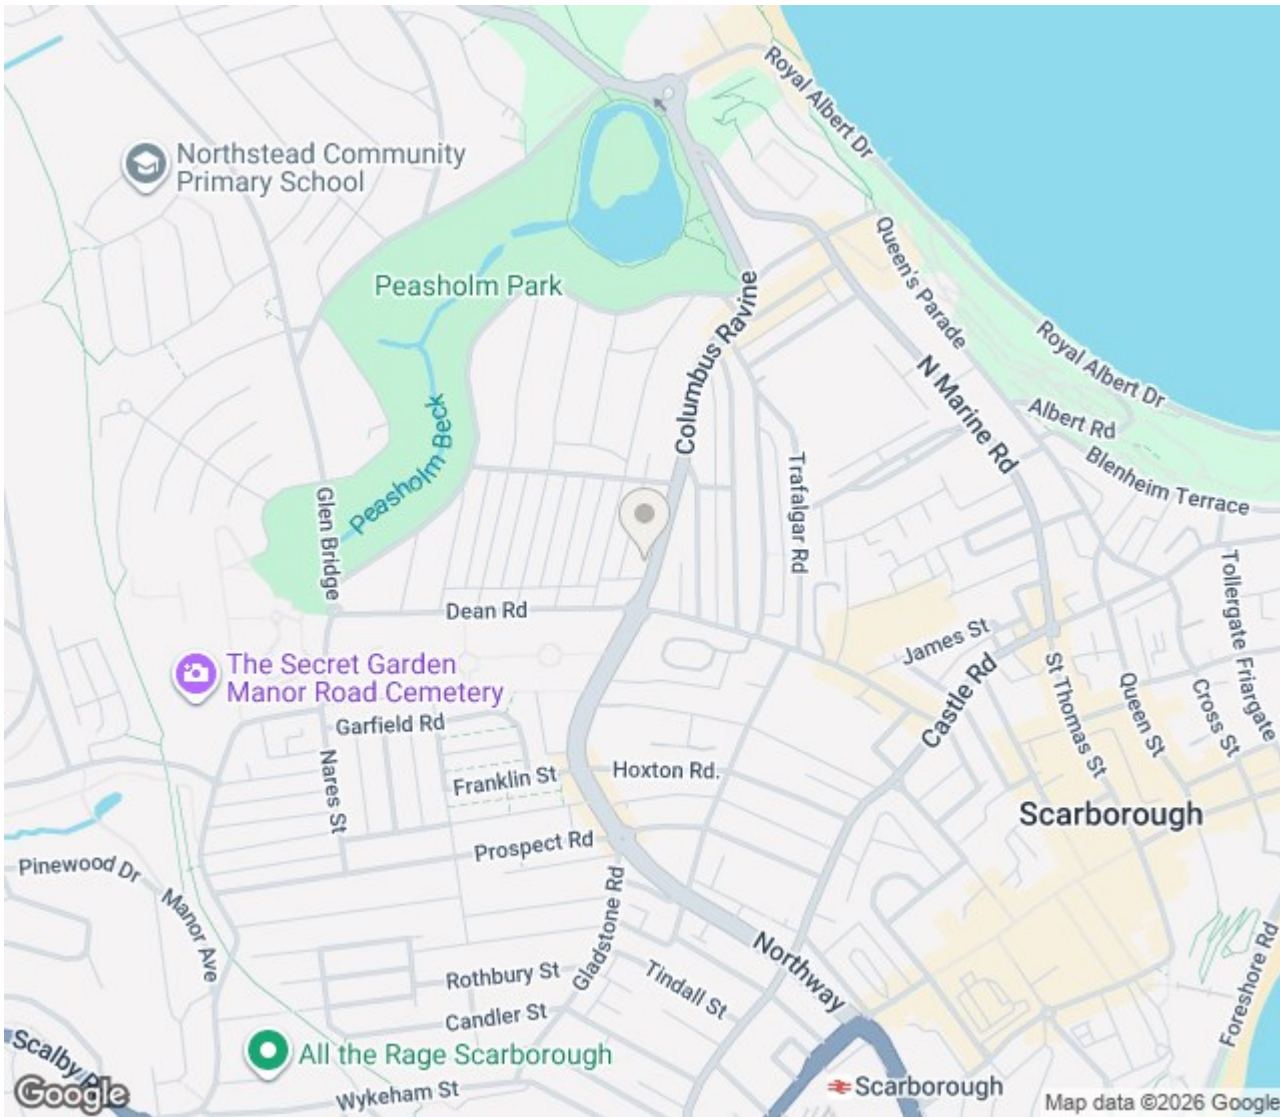 Royal Albert Dr
Northstead Community
Primary School
Queen's Parade
Peasholm Park
Columbus Ravine
Royal Albert Dr
N Marine Rd
Albert Rd
Peasholm Beck
Blenheim Terrace
Trafalgar Rd
Glen Bridge
Tollergate
Friargate
Dean Rd
James St
The Secret Garden
Manor Road Cemetery
Castle Rd
St Thomas St
Queen St
Cross St
Garfield Rd
Nares St
Franklin St
Hoxton Rd.
Scarborough
Prospect Rd
Pinewood Dr
Manor Ave
Gladstone Rd
Northway
Foreshore Rd
Rothbury St
Tindall St
Candler St
All the Rage Scarborough
Scalby R
Wykeham St
Scarborough
Google
Map data ©2026 Google